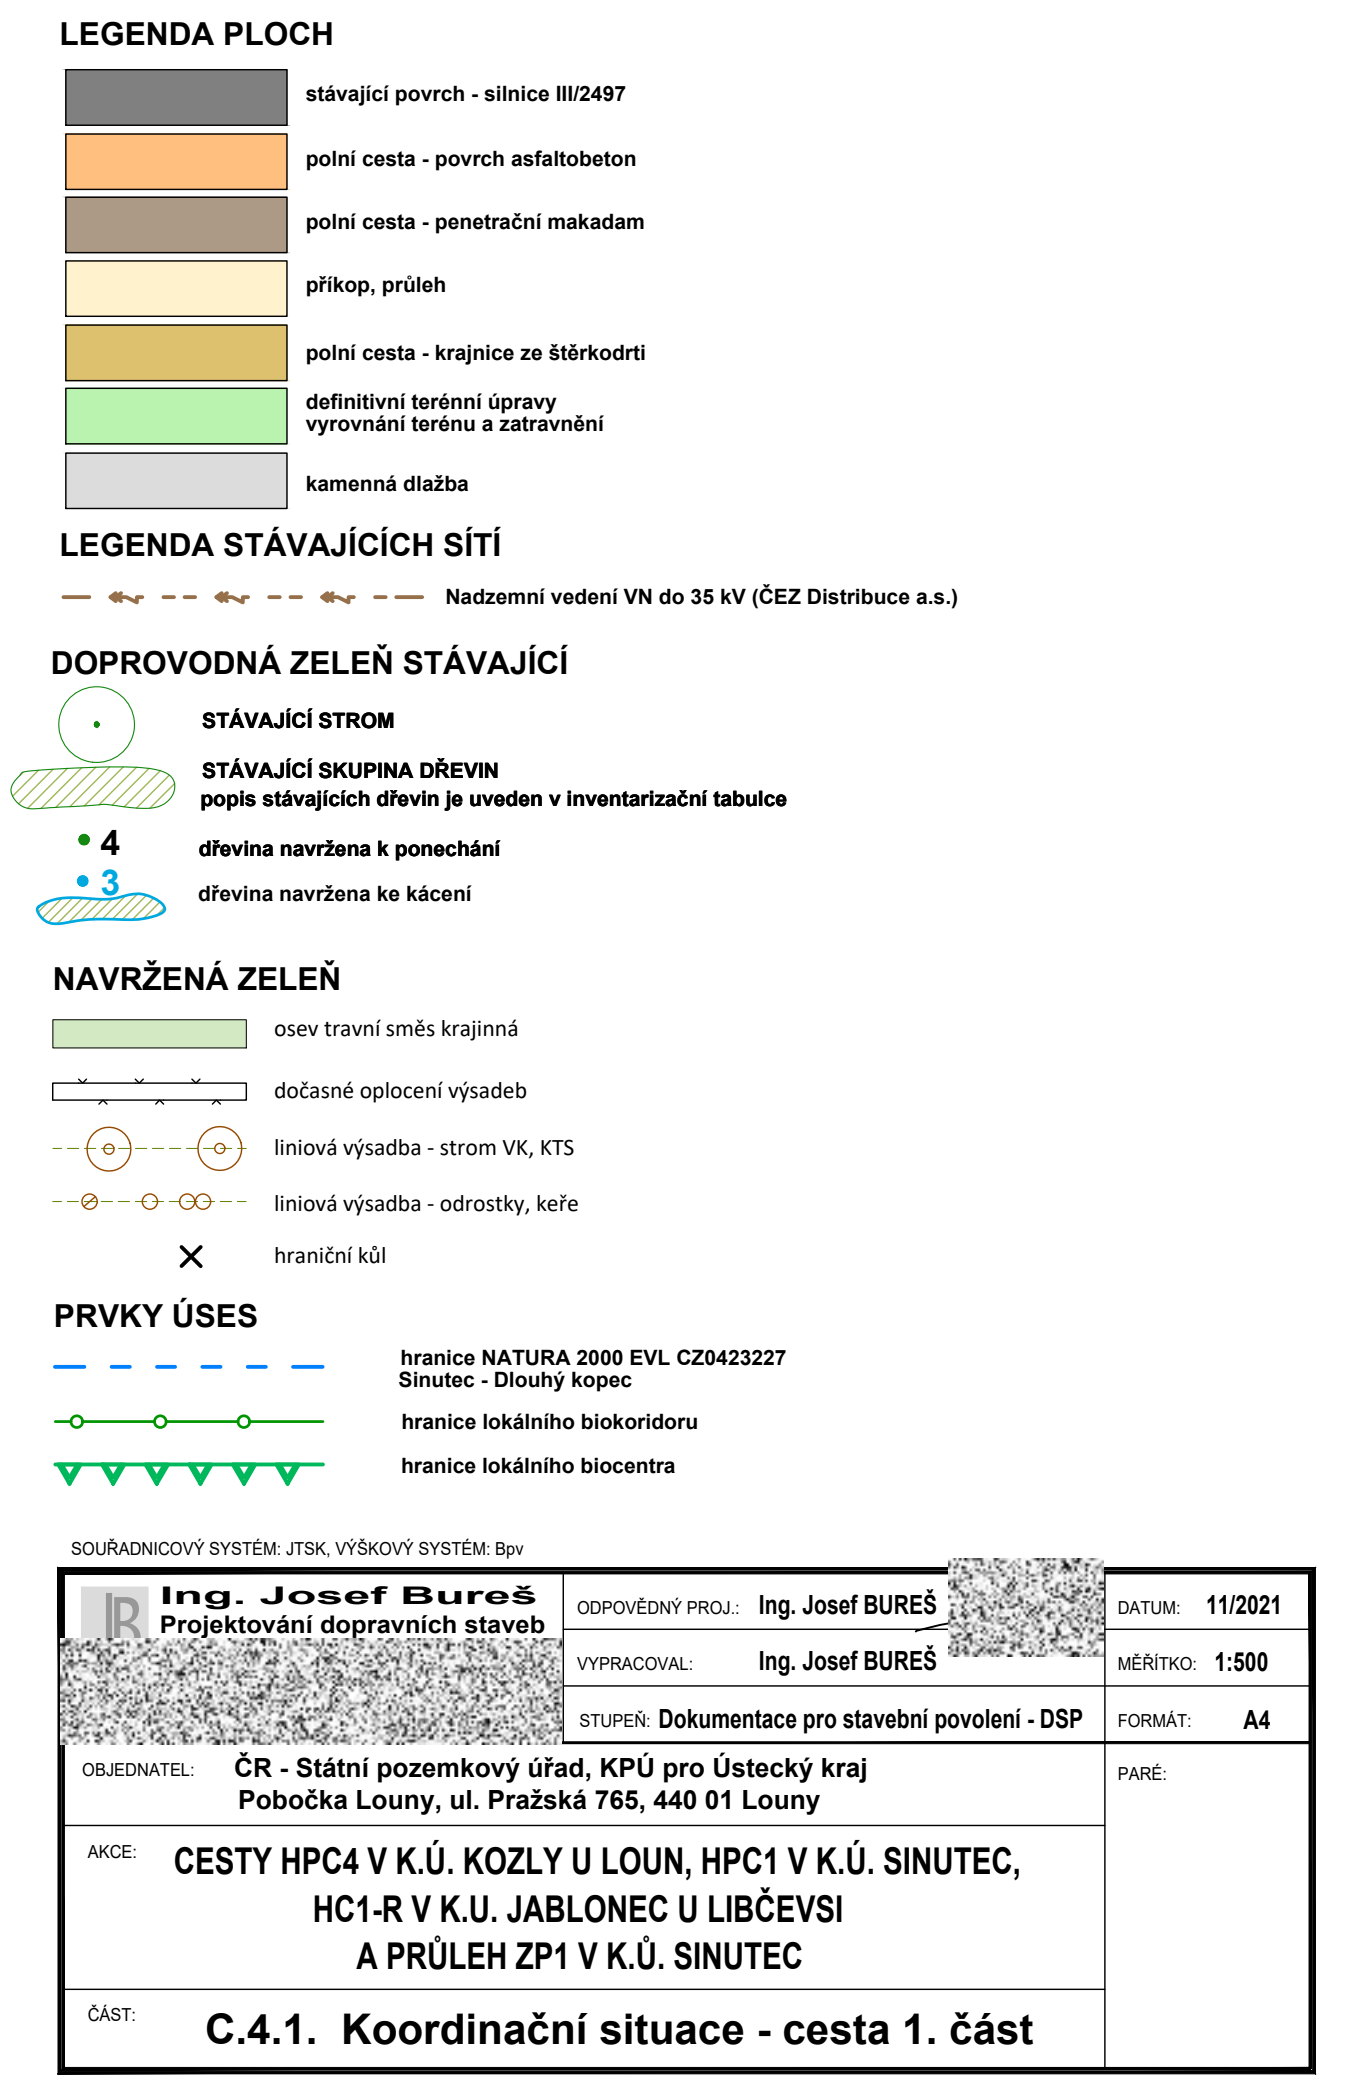 LEGENDA PLOCH
stávající povrch - silnice III/2497
polní cesta - povrch asfaltobeton
polní cesta - penetrační makadam
příkop, průleh
polní cesta - krajnice ze štěrkodrti
definitivní terénní úpravy
vyrovnání terénu a zatravnění
kamenná dlažba
LEGENDA STÁVAJÍCÍCH SÍTÍ
Nadzemní vedení VN do 35 kV (ČEZ Distribuce a.s.)
DOPROVODNÁ ZELEŇ STÁVAJÍCÍ
STÁVAJÍCÍ STROM
STÁVAJÍCÍ SKUPINA DŘEVIN
popis stávajících dřevin je uveden v inventarizační tabulce
4 dřevina navržena k ponechání
3 dřevina navržena ke kácení
NAVRŽENÁ ZELEŇ
osev travní směs krajinná
dočasné oplocení výsadeb
liniová výsadba - strom VK, KTS
liniová výsadba - odrostky, keře
hraniční kůl
PRVKY ÚSES
hranice NATURA 2000 EVL CZ0423227
Sinutec - Dlouhý kopec
hranice lokálního biokoridoru
hranice lokálního biocentra
SOUŘADNICOVÝ SYSTÉM: JTSK, VÝŠKOVÝ SYSTÉM: Bpv
Ing. Josef Bureš
Projektování dopravních staveb
ODPOVĚDNÝ PROJ.: Ing. Josef BUREŠ
DATUM: 11/2021
VYPRACOVAL: Ing. Josef BUREŠ
MĚŘÍTKO: 1:500
STUPEŇ: Dokumentace pro stavební povolení - DSP
FORMÁT: A4
OBJEDNATEL: ČR - Státní pozemkový úřad, KPÚ pro Ústecký kraj
Pobočka Louny, ul. Pražská 765, 440 01 Louny
PARÉ:
AKCE: CESTY HPC4 V K.Ú. KOZLY U LOUN, HPC1 V K.Ú. SINUTEC,
HC1-R V K.U. JABLONEC U LIBČEVSI
A PRŮLEH ZP1 V K.Ů. SINUTEC
ČÁST: C.4.1. Koordinační situace - cesta 1. část